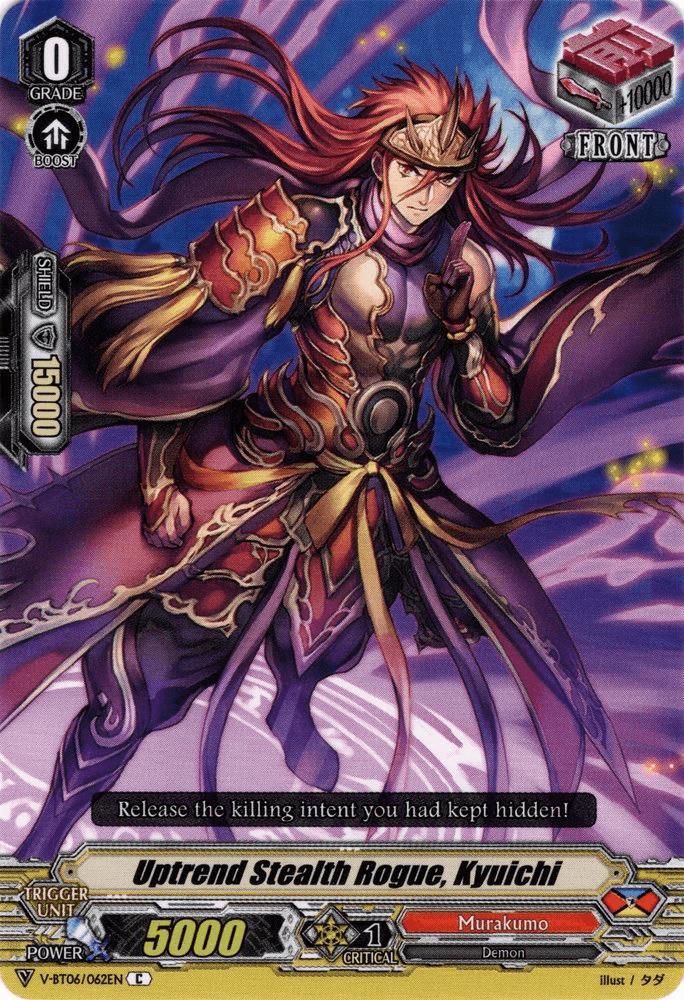 0
GRADE
BOOST
+10000
FRONT
SHIELD
15000
Release the killing intent you had kept hidden!
Uptrend Stealth Rogue, Kyuichi
TRIGGER
UNIT
POWER
5000
1
CRITICAL
Murakumo
Demon
V-BT06/062EN C
illust / タダ